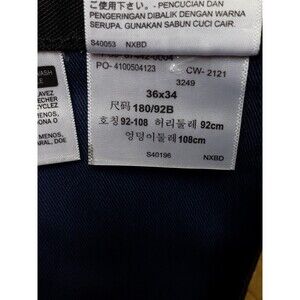 ご使用下さい。 - PENCUCIAN DAN
PENGERINGAN DIBALIK DENGAN WARNA
SERUPA. GUNAKAN SABUN CUCI CAIR.
S40053 NXBD
PO- 4100504123 CW- 2121
3249
36x34
尺码 180/92B
호칭 92-108 허리둘레 92cm
엉덩이둘레 108cm
S40196 NXBD
WASH
MENOS,